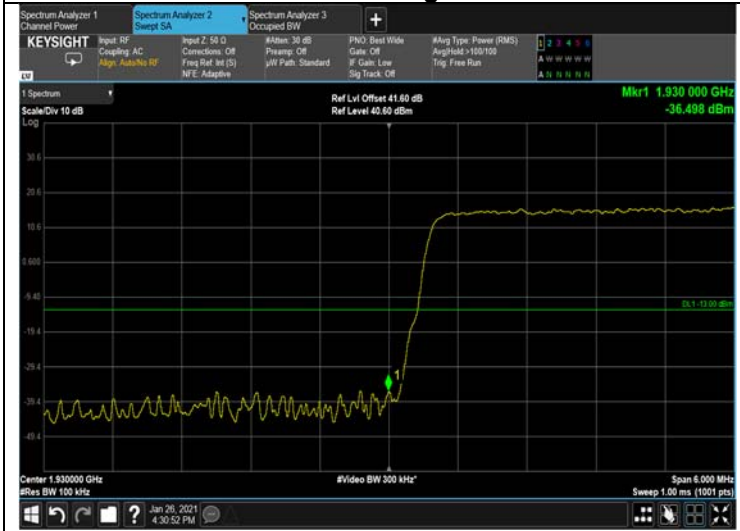 Spectrum Analyzer 1
Channel Power
Spectrum Analyzer 2
Swept SA
Spectrum Analyzer 3
Occupied BW
+
KEYSIGHT
Input: RF
Coupling: AC
Align: Auto/No RF
Input Z: 50 Ω
Corrections: Off
Freq Ref: Int (S)
NFE: Adaptive
#Atten: 30 dB
Preamp: Off
µW Path: Standard
PNO: Best Wide
Gate: Off
IF Gain: Low
Sig Track: Off
#Avg Type: Power (RMS)
Avg|Hold >100/100
Trig: Free Run
1 2 3 4 5 6
A W W W W W
A N N N N N
LXI
1 Spectrum
Scale/Div 10 dB
Log
Ref Lvl Offset 41.60 dB
Ref Level 40.60 dBm
Mkr1 1.930 000 GHz
-36.498 dBm
30.6
20.6
10.6
0.600
-9.40
DL1 -13.00 dBm
-19.4
-29.4
1
-39.4
-49.4
Center 1.930000 GHz
#Res BW 100 kHz
#Video BW 300 kHz*
Span 6.000 MHz
Sweep 1.00 ms (1001 pts)
?
Jan 26, 2021
4:30:52 PM